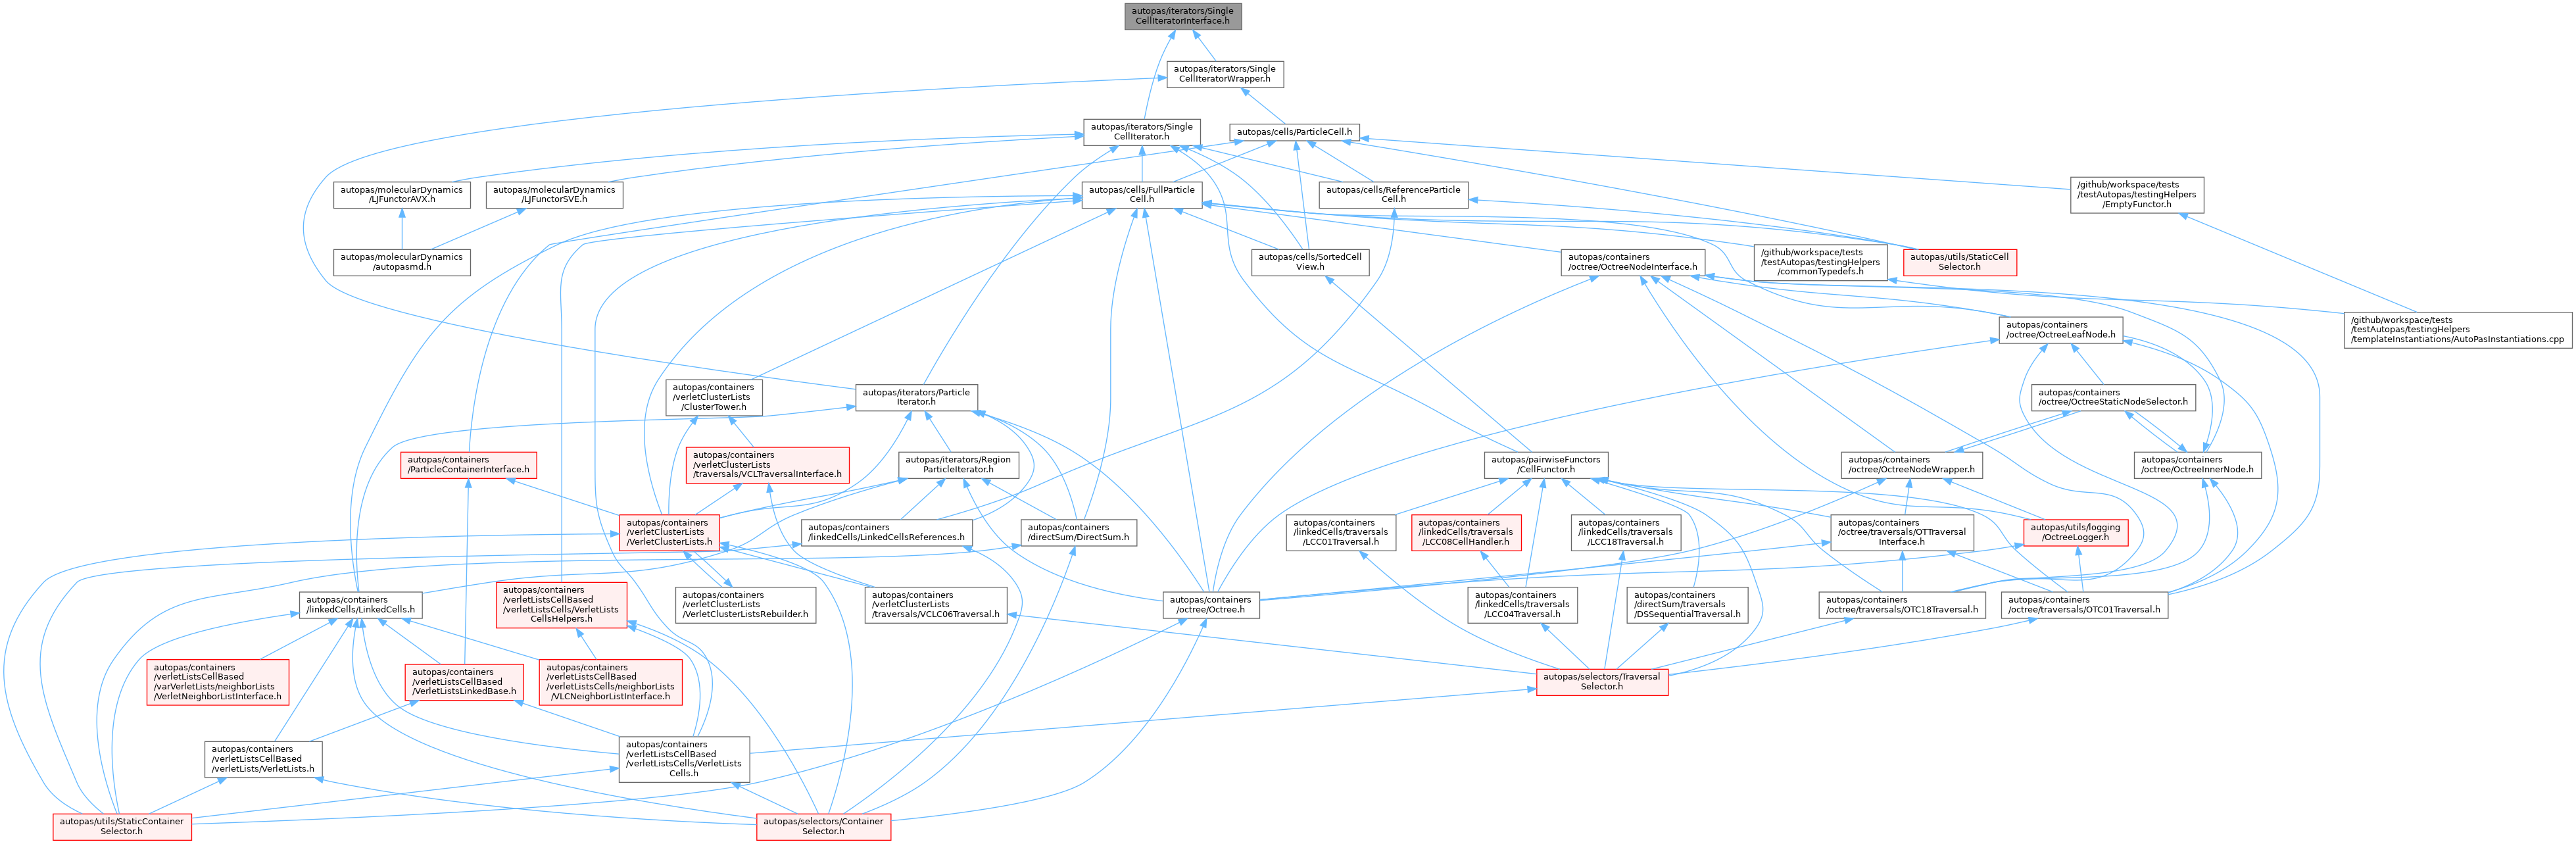 autopas/iterators/Single
CellIteratorInterface.h
autopas/iterators/Single
CellIteratorWrapper.h
autopas/iterators/Single
CellIterator.h
autopas/cells/ParticleCell.h
autopas/molecularDynamics
/LJFunctorAVX.h
autopas/molecularDynamics
/LJFunctorSVE.h
autopas/cells/FullParticle
Cell.h
autopas/cells/ReferenceParticle
Cell.h
/github/workspace/tests
/testAutopas/testingHelpers
/EmptyFunctor.h
autopas/molecularDynamics
/autopasmd.h
autopas/cells/SortedCell
View.h
autopas/containers
/octree/OctreeNodeInterface.h
/github/workspace/tests
/testAutopas/testingHelpers
/commonTypedefs.h
autopas/utils/StaticCell
Selector.h
autopas/containers
/octree/OctreeLeafNode.h
/github/workspace/tests
/testAutopas/testingHelpers
/templateInstantiations/AutoPasInstantiations.cpp
autopas/containers
/verletClusterLists
/ClusterTower.h
autopas/iterators/Particle
Iterator.h
autopas/containers
/octree/OctreeStaticNodeSelector.h
autopas/containers
/ParticleContainerInterface.h
autopas/containers
/verletClusterLists
/traversals/VCLTraversalInterface.h
autopas/iterators/Region
ParticleIterator.h
autopas/pairwiseFunctors
/CellFunctor.h
autopas/containers
/octree/OctreeNodeWrapper.h
autopas/containers
/octree/OctreeInnerNode.h
autopas/containers
/verletClusterLists
/VerletClusterLists.h
autopas/containers
/linkedCells/LinkedCellsReferences.h
autopas/containers
/directSum/DirectSum.h
autopas/containers
/linkedCells/traversals
/LCC01Traversal.h
autopas/containers
/linkedCells/traversals
/LCC08CellHandler.h
autopas/containers
/linkedCells/traversals
/LCC18Traversal.h
autopas/containers
/octree/traversals/OTTraversal
Interface.h
autopas/utils/logging
/OctreeLogger.h
autopas/containers
/linkedCells/LinkedCells.h
autopas/containers
/verletListsCellBased
/verletListsCells/VerletLists
CellsHelpers.h
autopas/containers
/verletClusterLists
/VerletClusterListsRebuilder.h
autopas/containers
/verletClusterLists
/traversals/VCLC06Traversal.h
autopas/containers
/octree/Octree.h
autopas/containers
/linkedCells/traversals
/LCC04Traversal.h
autopas/containers
/directSum/traversals
/DSSequentialTraversal.h
autopas/containers
/octree/traversals/OTC18Traversal.h
autopas/containers
/octree/traversals/OTC01Traversal.h
autopas/containers
/verletListsCellBased
/varVerletLists/neighborLists
/VerletNeighborListInterface.h
autopas/containers
/verletListsCellBased
/VerletListsLinkedBase.h
autopas/containers
/verletListsCellBased
/verletListsCells/neighborLists
/VLCNeighborListInterface.h
autopas/selectors/Traversal
Selector.h
autopas/containers
/verletListsCellBased
/verletLists/VerletLists.h
autopas/containers
/verletListsCellBased
/verletListsCells/VerletLists
Cells.h
autopas/utils/StaticContainer
Selector.h
autopas/selectors/Container
Selector.h